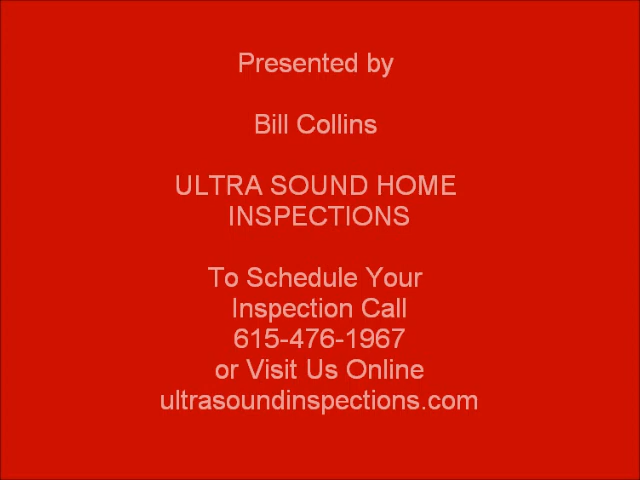 Presented by
Bill Collins
ULTRA SOUND HOME
INSPECTIONS
To Schedule Your
Inspection Call
615-476-1967
or Visit Us Online
ultrasoundinspections.com